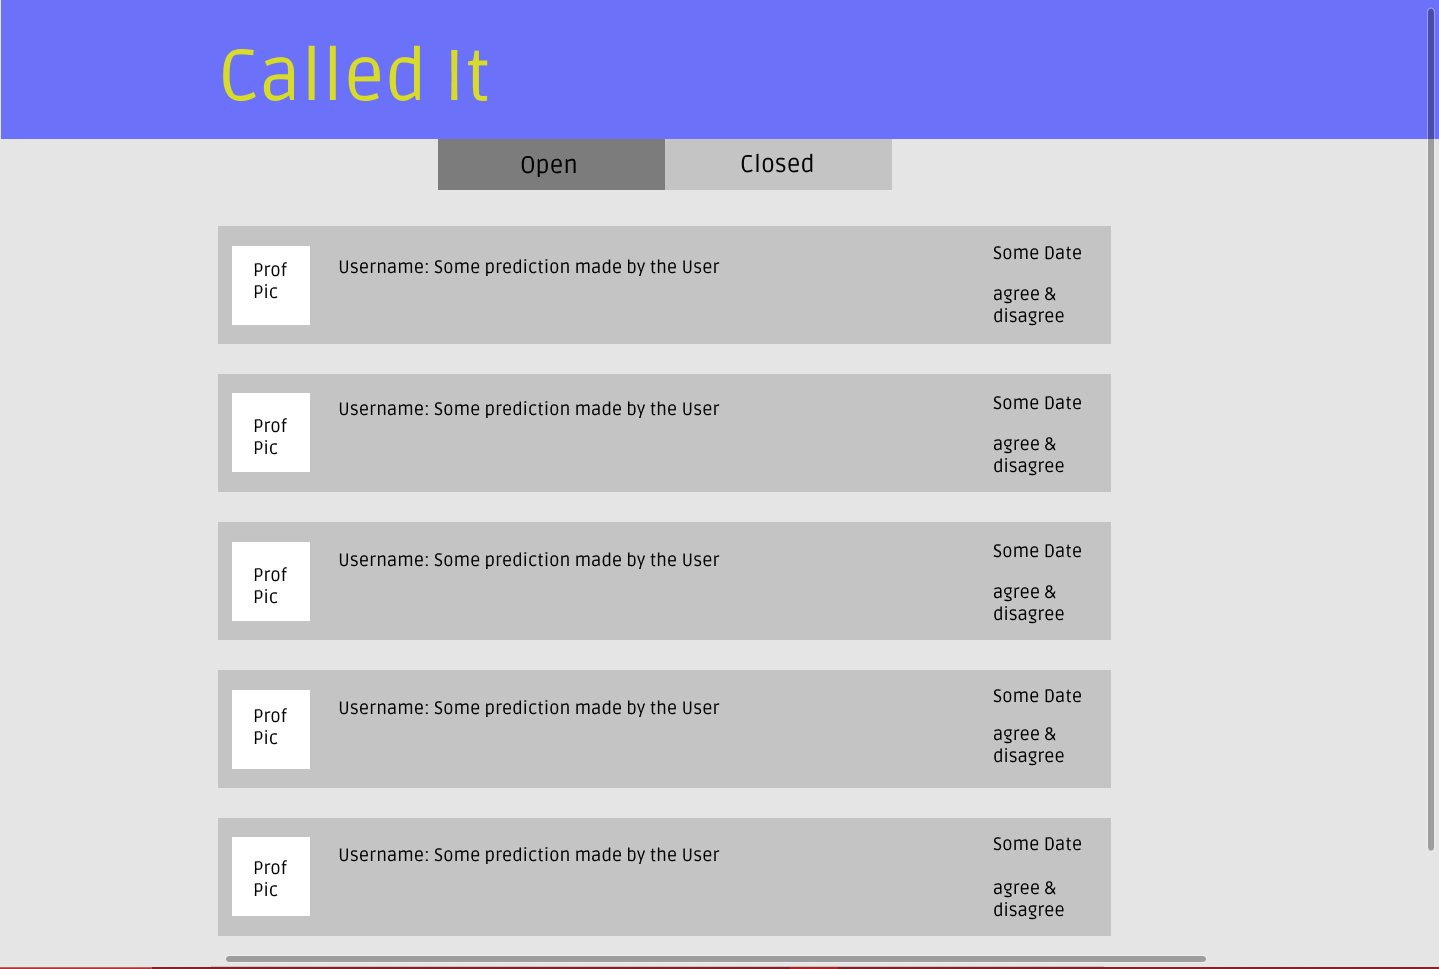 Called It
Open
Closed
Prof
Pic
Username: Some prediction made by the User
Some Date
agree &
disagree
Prof
Pic
Username: Some prediction made by the User
Some Date
agree &
disagree
Prof
Pic
Username: Some prediction made by the User
Some Date
agree &
disagree
Prof
Pic
Username: Some prediction made by the User
Some Date
agree &
disagree
Prof
Pic
Username: Some prediction made by the User
Some Date
agree &
disagree